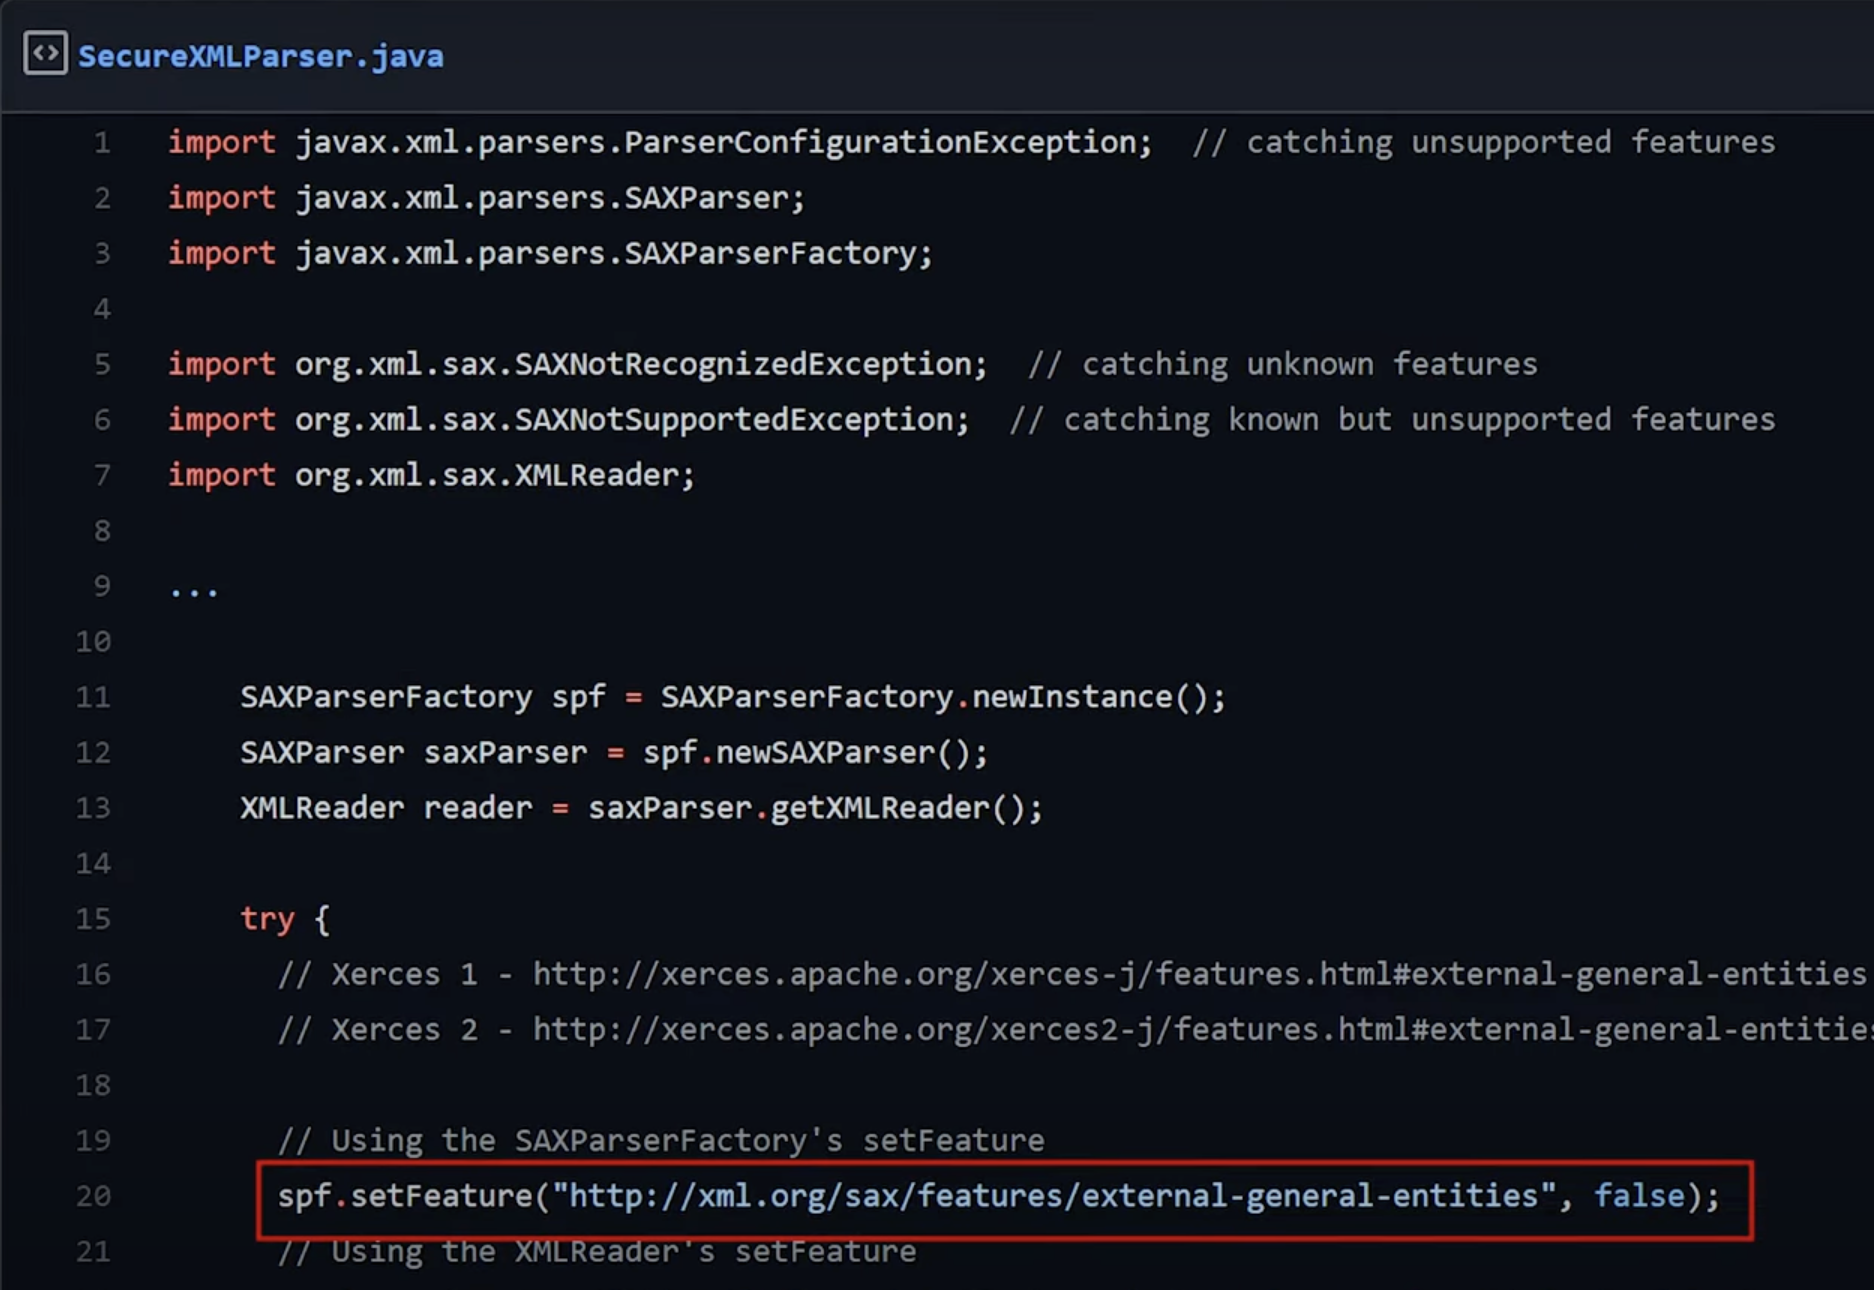 SecureXMLParser.java
1 import javax.xml.parsers.ParserConfigurationException; // catching unsupported features
2 import javax.xml.parsers.SAXParser;
3 import javax.xml.parsers.SAXParserFactory;
4
5 import org.xml.sax.SAXNotRecognizedException; // catching unknown features
6 import org.xml.sax.SAXNotSupportedException; // catching known but unsupported features
7 import org.xml.sax.XMLReader;
8
9 ...
10
11 SAXParserFactory spf = SAXParserFactory.newInstance();
12 SAXParser saxParser = spf.newSAXParser();
13 XMLReader reader = saxParser.getXMLReader();
14
15 try {
16 // Xerces 1 - http://xerces.apache.org/xerces-j/features.html#external-general-entities
17 // Xerces 2 - http://xerces.apache.org/xerces2-j/features.html#external-general-entities
18
19 // Using the SAXParserFactory's setFeature
20 spf.setFeature("http://xml.org/sax/features/external-general-entities", false);
21 // Using the XMLReader's setFeature